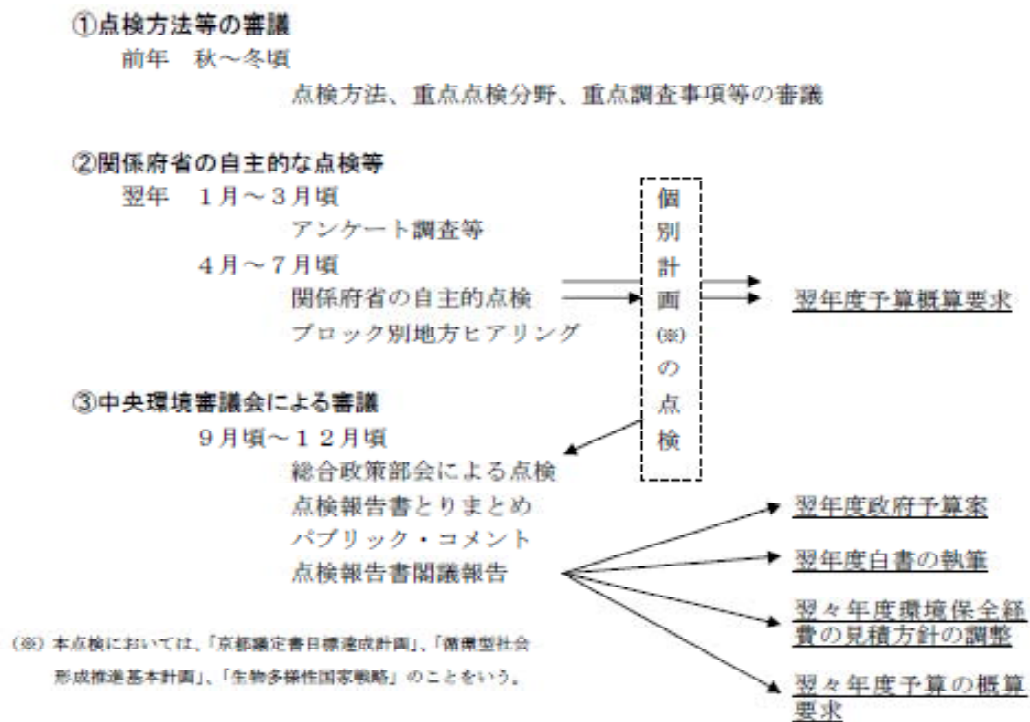 ①点検方法等の審議
前年 秋~冬頃
点検方法、重点点検分野、重点調査事項等の審議
②関係府省の自主的な点検等
翌年 1月~3月頃
アンケート調査等
4月~7月頃
関係府省の自主的点検
ブロック別地方ヒアリング
個別計画(※)の点検
翌年度予算概算要求
③中央環境審議会による審議
9月頃~12月頃
総合政策部会による点検
点検報告書とりまとめ
パブリック・コメント
点検報告書閣議報告
翌年度政府予算案
翌年度白書の執筆
翌々年度環境保全経
費の見積方針の調整
翌々年度予算の概算
要求
(※)本点検においては、「京都議定書目標達成計画」、「循環型社会
形成推進基本計画」、「生物多様性国家戦略」のことをいう。